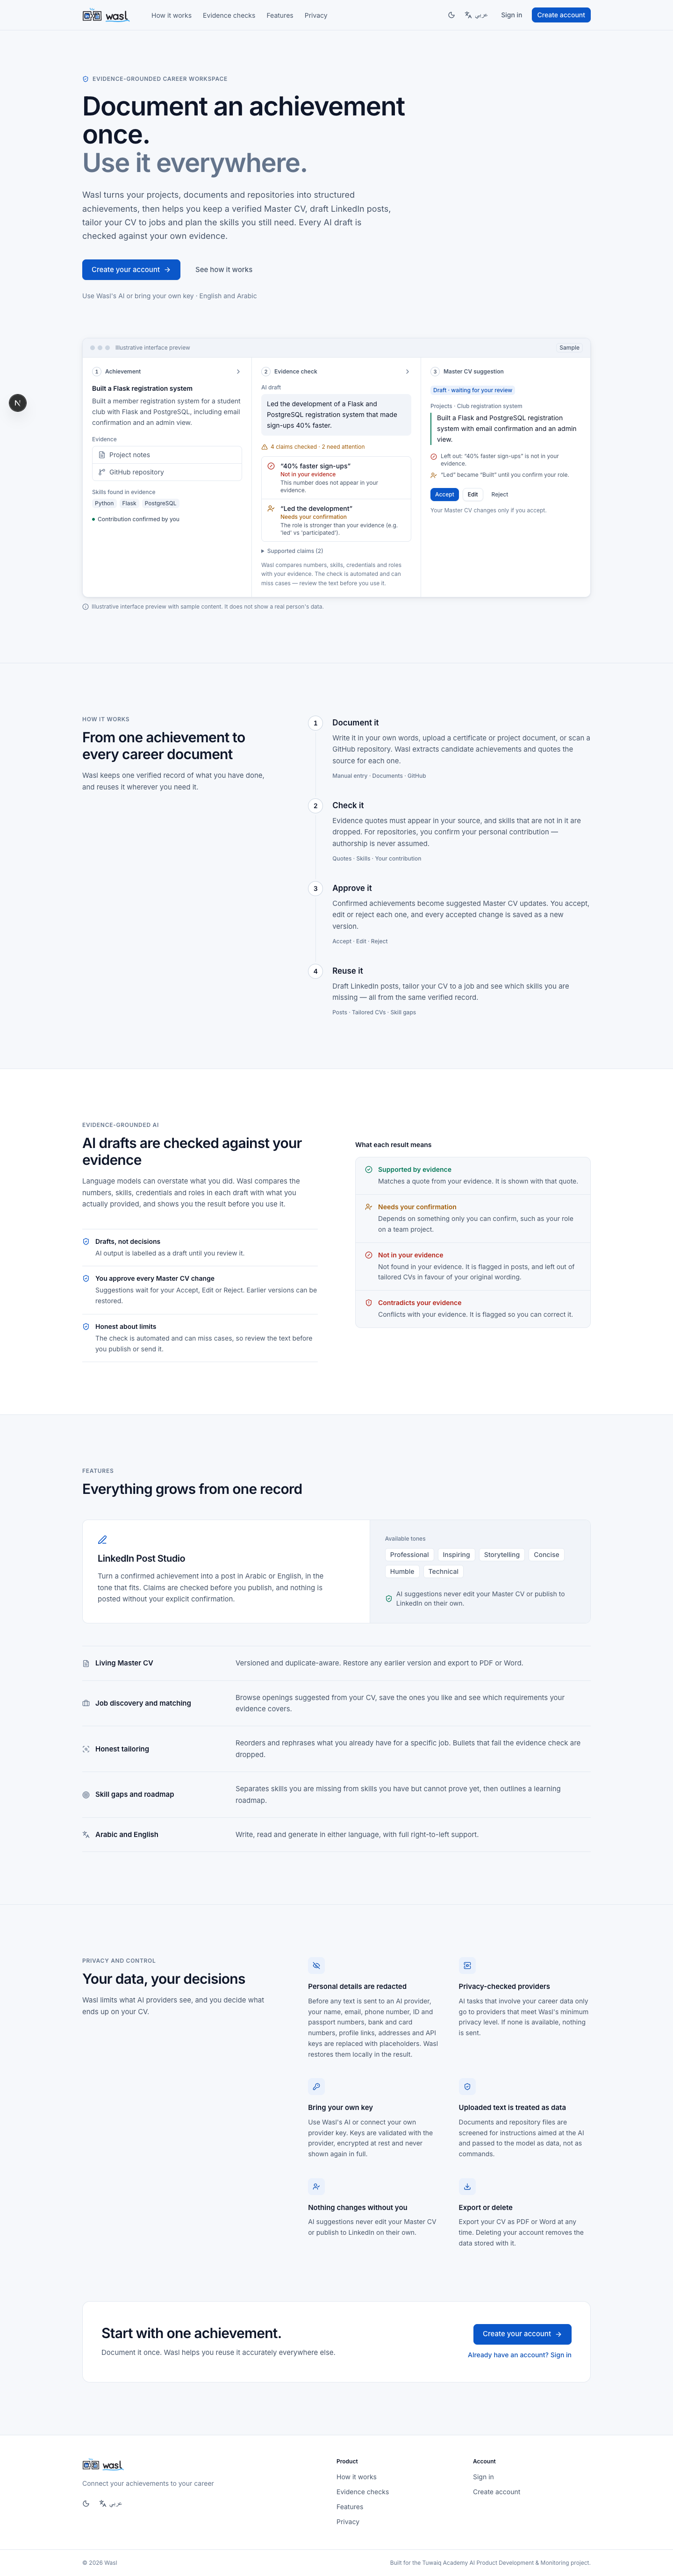 wasl
How it works
Evidence checks
Features
Privacy
عربي
Sign in
Create account
EVIDENCE-GROUNDED CAREER WORKSPACE
Document an achievement
once.
Use it everywhere.
Wasl turns your projects, documents and repositories into structured
achievements, then helps you keep a verified Master CV, draft LinkedIn posts,
tailor your CV to jobs and plan the skills you still need. Every AI draft is
checked against your own evidence.
Create your account
See how it works
Use Wasl's AI or bring your own key · English and Arabic
Illustrative interface preview
Sample
1 Achievement
Built a Flask registration system
Built a member registration system for a student
club with Flask and PostgreSQL, including email
confirmation and an admin view.
Evidence
Project notes
GitHub repository
Skills found in evidence
Python Flask PostgreSQL
Contribution confirmed by you
2 Evidence check
AI draft
Led the development of a Flask and
PostgreSQL registration system that made
sign-ups 40% faster.
4 claims checked · 2 need attention
"40% faster sign-ups"
Not in your evidence
This number does not appear in your
evidence.
"Led the development"
Needs your confirmation
The role is stronger than your evidence (e.g.
'led' vs 'participated').
Supported claims (2)
Wasl compares numbers, skills, credentials and roles
with your evidence. The check is automated and can
miss cases — review the text before you use it.
3 Master CV suggestion
Draft · waiting for your review
Projects · Club registration system
Built a Flask and PostgreSQL registration
system with email confirmation and an admin
view.
Left out: "40% faster sign-ups" is not in your
evidence.
"Led" became "Built" until you confirm your role.
Accept
Edit
Reject
Your Master CV changes only if you accept.
Illustrative interface preview with sample content. It does not show a real person's data.
HOW IT WORKS
From one achievement to
every career document
Wasl keeps one verified record of what you have done,
and reuses it wherever you need it.
1
Document it
Write it in your own words, upload a certificate or project document, or scan a
GitHub repository. Wasl extracts candidate achievements and quotes the
source for each one.
Manual entry · Documents · GitHub
2
Check it
Evidence quotes must appear in your source, and skills that are not in it are
dropped. For repositories, you confirm your personal contribution —
authorship is never assumed.
Quotes · Skills · Your contribution
3
Approve it
Confirmed achievements become suggested Master CV updates. You accept,
edit or reject each one, and every accepted change is saved as a new
version.
Accept · Edit · Reject
4
Reuse it
Draft LinkedIn posts, tailor your CV to a job and see which skills you are
missing — all from the same verified record.
Posts · Tailored CVs · Skill gaps
EVIDENCE-GROUNDED AI
AI drafts are checked against your
evidence
Language models can overstate what you did. Wasl compares the
numbers, skills, credentials and roles in each draft with what you
actually provided, and shows you the result before you use it.
Drafts, not decisions
AI output is labelled as a draft until you review it.
You approve every Master CV change
Suggestions wait for your Accept, Edit or Reject. Earlier versions can be
restored.
Honest about limits
The check is automated and can miss cases, so review the text before
you publish or send it.
What each result means
Supported by evidence
Matches a quote from your evidence. It is shown with that quote.
Needs your confirmation
Depends on something only you can confirm, such as your role
on a team project.
Not in your evidence
Not found in your evidence. It is flagged in posts, and left out of
tailored CVs in favour of your original wording.
Contradicts your evidence
Conflicts with your evidence. It is flagged so you can correct it.
FEATURES
Everything grows from one record
LinkedIn Post Studio
Turn a confirmed achievement into a post in Arabic or English, in the
tone that fits. Claims are checked before you publish, and nothing is
posted without your explicit confirmation.
Available tones
Professional Inspiring Storytelling Concise
Humble Technical
AI suggestions never edit your Master CV or publish to
LinkedIn on their own.
Living Master CV
Versioned and duplicate-aware. Restore any earlier version and export to PDF or Word.
Job discovery and matching
Browse openings suggested from your CV, save the ones you like and see which requirements your
evidence covers.
Honest tailoring
Reorders and rephrases what you already have for a specific job. Bullets that fail the evidence check are
dropped.
Skill gaps and roadmap
Separates skills you are missing from skills you have but cannot prove yet, then outlines a learning
roadmap.
Arabic and English
Write, read and generate in either language, with full right-to-left support.
PRIVACY AND CONTROL
Your data, your decisions
Wasl limits what AI providers see, and you decide what
ends up on your CV.
Personal details are redacted
Before any text is sent to an AI provider,
your name, email, phone number, ID and
passport numbers, bank and card
numbers, profile links, addresses and API
keys are replaced with placeholders. Wasl
restores them locally in the result.
Privacy-checked providers
AI tasks that involve your career data only
go to providers that meet Wasl's minimum
privacy level. If none is available, nothing
is sent.
Bring your own key
Use Wasl's AI or connect your own
provider key. Keys are validated with the
provider, encrypted at rest and never
shown again in full.
Uploaded text is treated as data
Documents and repository files are
screened for instructions aimed at the AI
and passed to the model as data, not as
commands.
Nothing changes without you
AI suggestions never edit your Master CV
or publish to LinkedIn on their own.
Export or delete
Export your CV as PDF or Word at any
time. Deleting your account removes the
data stored with it.
Start with one achievement.
Document it once. Wasl helps you reuse it accurately everywhere else.
Create your account
Already have an account? Sign in
wasl
Connect your achievements to your career
عربي
Product
How it works
Evidence checks
Features
Privacy
Account
Sign in
Create account
© 2026 Wasl
Built for the Tuwaiq Academy AI Product Development & Monitoring project.
N